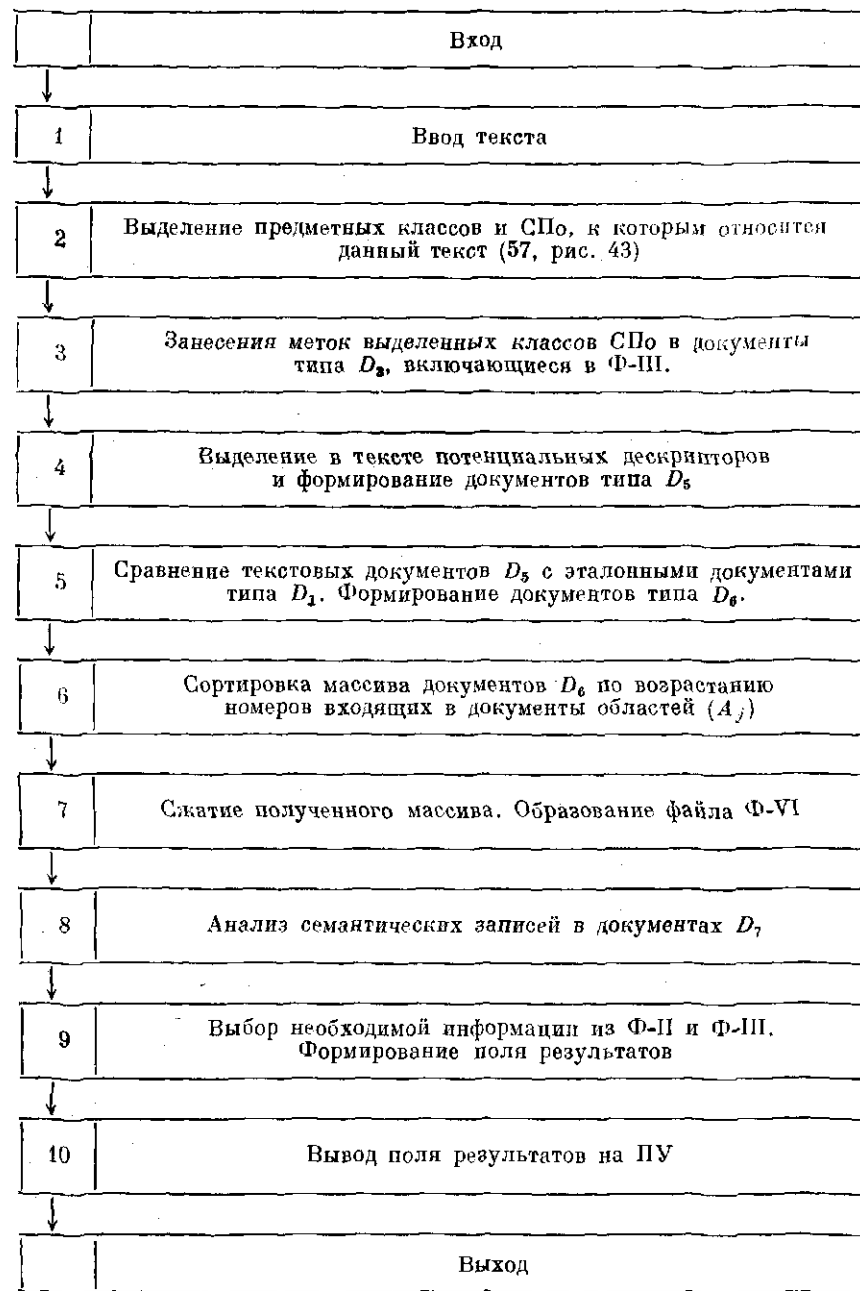 Вход
1 Ввод текста
2 Выделение предметных классов и СПо, к которым относится
данный текст (57, рис. 43)
3 Занесения меток выделенных классов СПо в документы
типа D₃, включающиеся в Ф-III.
4 Выделение в тексте потенциальных дескрипторов
и формирование документов типа D₅
5 Сравнение текстовых документов D₅ с эталонными документами
типа D₁. Формирование документов типа D₆.
6 Сортировка массива документов D₆ по возрастанию
номеров входящих в документы областей (Aⱼ)
7 Сжатие полученного массива. Образование файла Ф-VI
8 Анализ семантических записей в документах D₇
9 Выбор необходимой информации из Ф-II и Ф-III.
Формирование поля результатов
10 Вывод поля результатов на ПУ
Выход